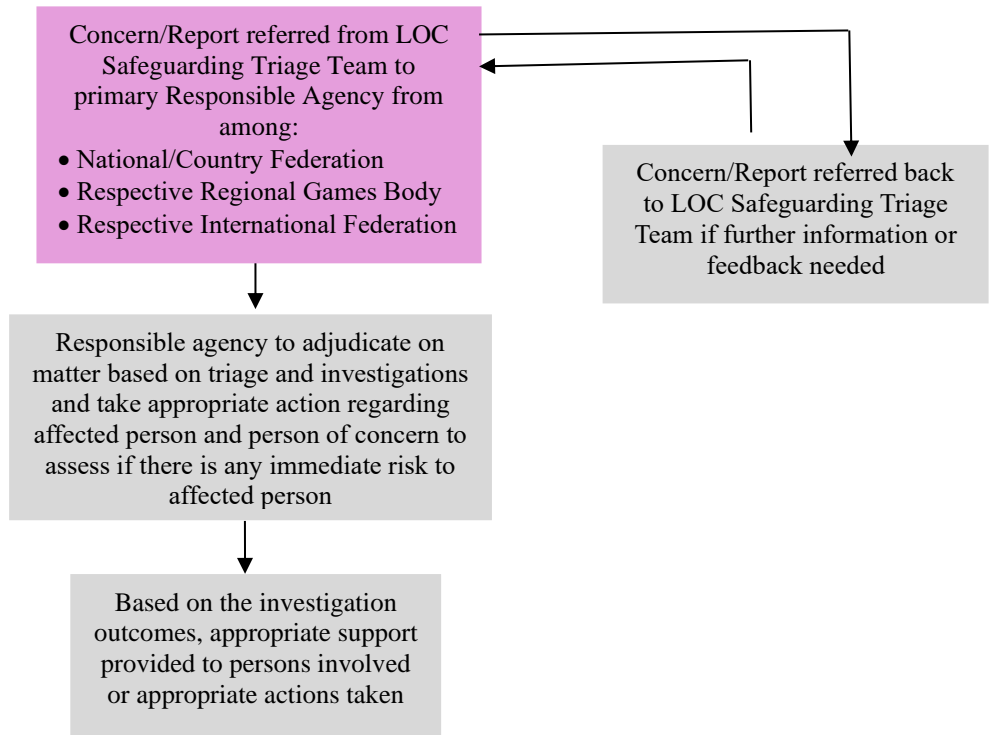 Concern/Report referred from LOC
Safeguarding Triage Team to
primary Responsible Agency from
among:
• National/Country Federation
• Respective Regional Games Body
• Respective International Federation
Concern/Report referred back
to LOC Safeguarding Triage
Team if further information or
feedback needed
Responsible agency to adjudicate on
matter based on triage and investigations
and take appropriate action regarding
affected person and person of concern to
assess if there is any immediate risk to
affected person
Based on the investigation
outcomes, appropriate support
provided to persons involved
or appropriate actions taken